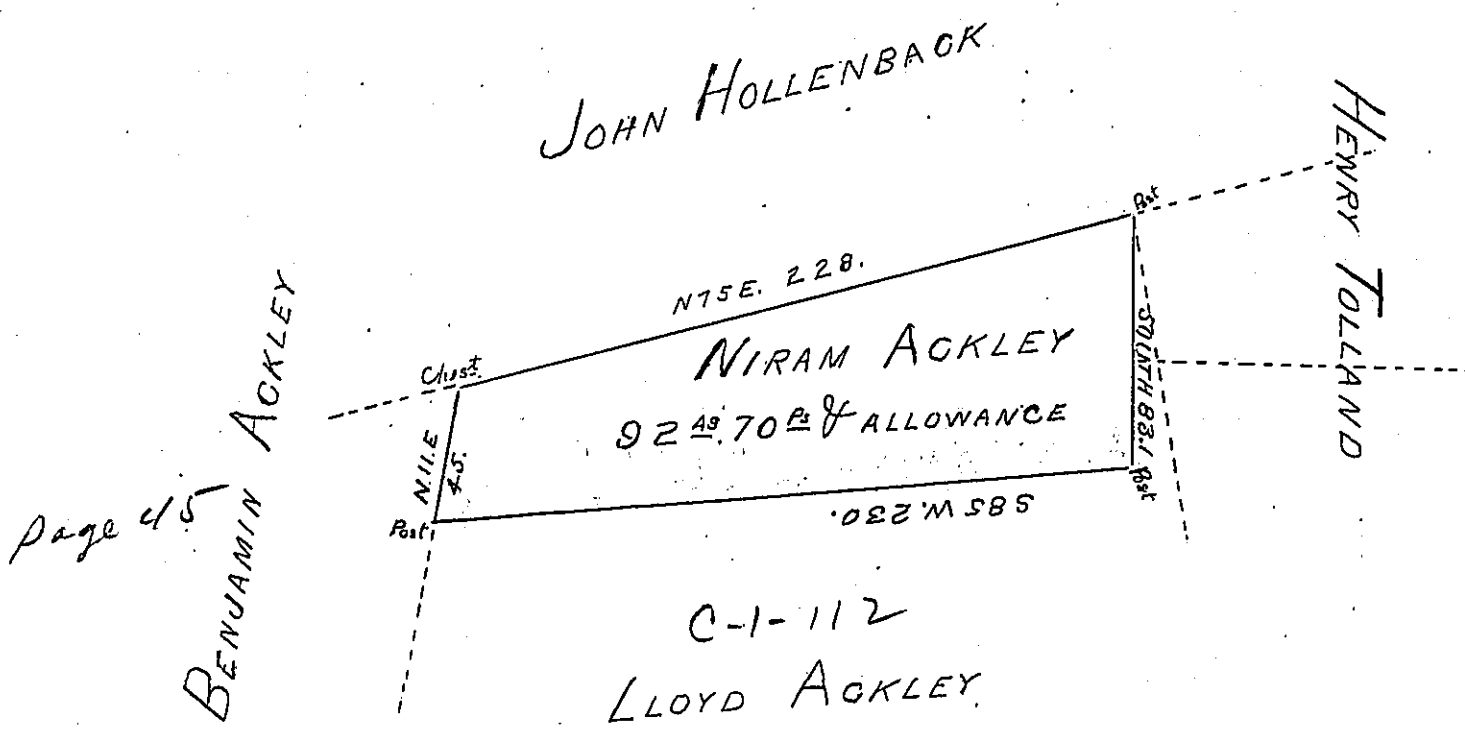 JOHN HOLLENBACK
HENRY TOLLAND
Post
N75E. 228.
Chest.
NIRAM ACKLEY
92 As. 70 Ps & ALLOWANCE
SOUTH 83.1
N.11.E
45.
Post
Post
S85 W. 230.
Page 45
BENJAMIN ACKLEY
C-1-112
LLOYD ACKLEY.